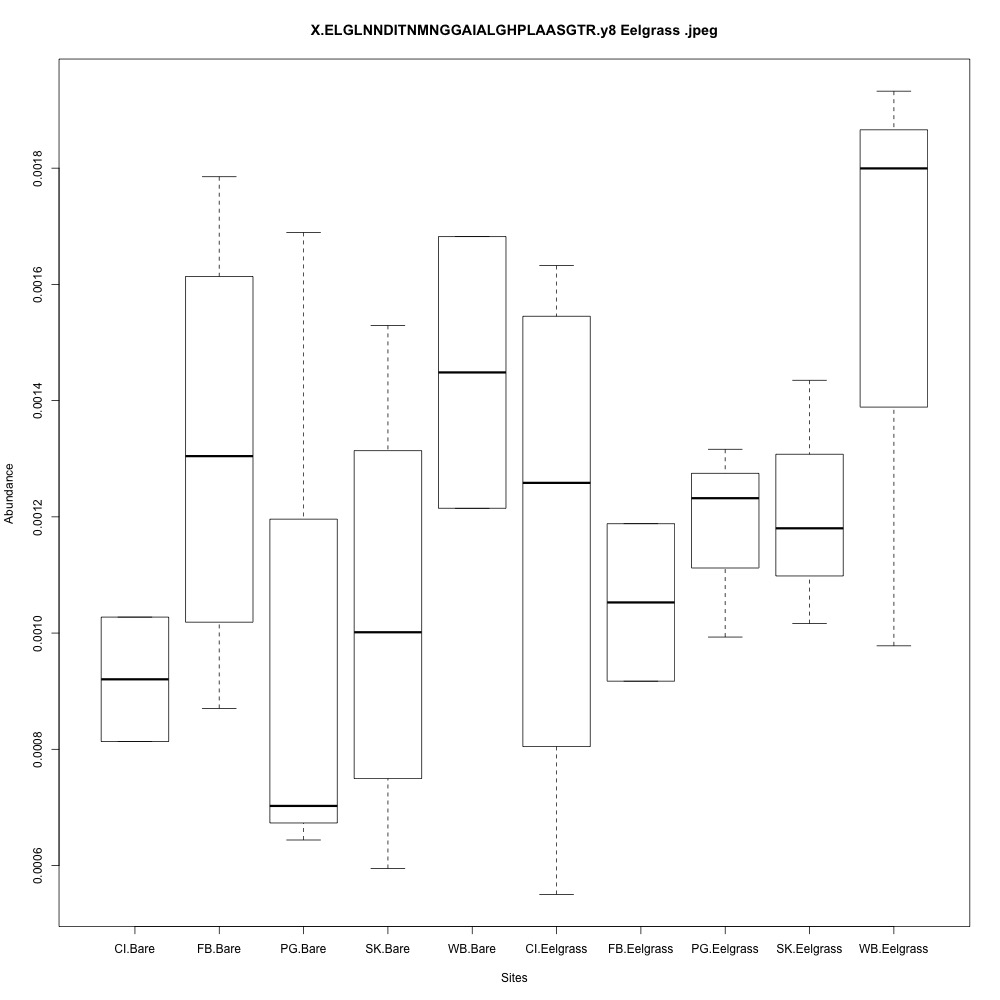 X.ELGLNNDITNMNGGAIALGHPLAASGTR.y8 Eelgrass .jpeg
Abundance
0.0018
0.0016
0.0014
0.0012
0.0010
0.0008
0.0006
CI.Bare FB.Bare PG.Bare SK.Bare WB.Bare CI.Eelgrass FB.Eelgrass PG.Eelgrass SK.Eelgrass WB.Eelgrass
Sites